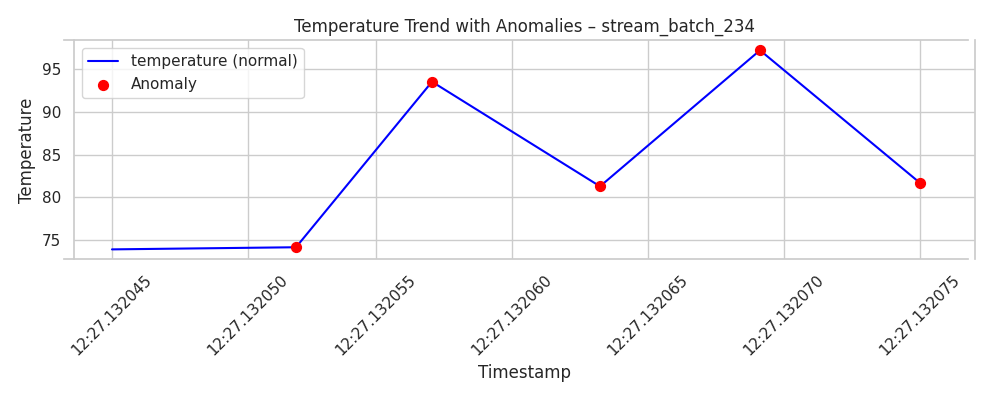 Temperature Trend with Anomalies – stream_batch_234
temperature (normal)
Anomaly
Temperature
95
90
85
80
75
12:27.132045
12:27.132050
12:27.132055
12:27.132060
12:27.132065
12:27.132070
12:27.132075
Timestamp